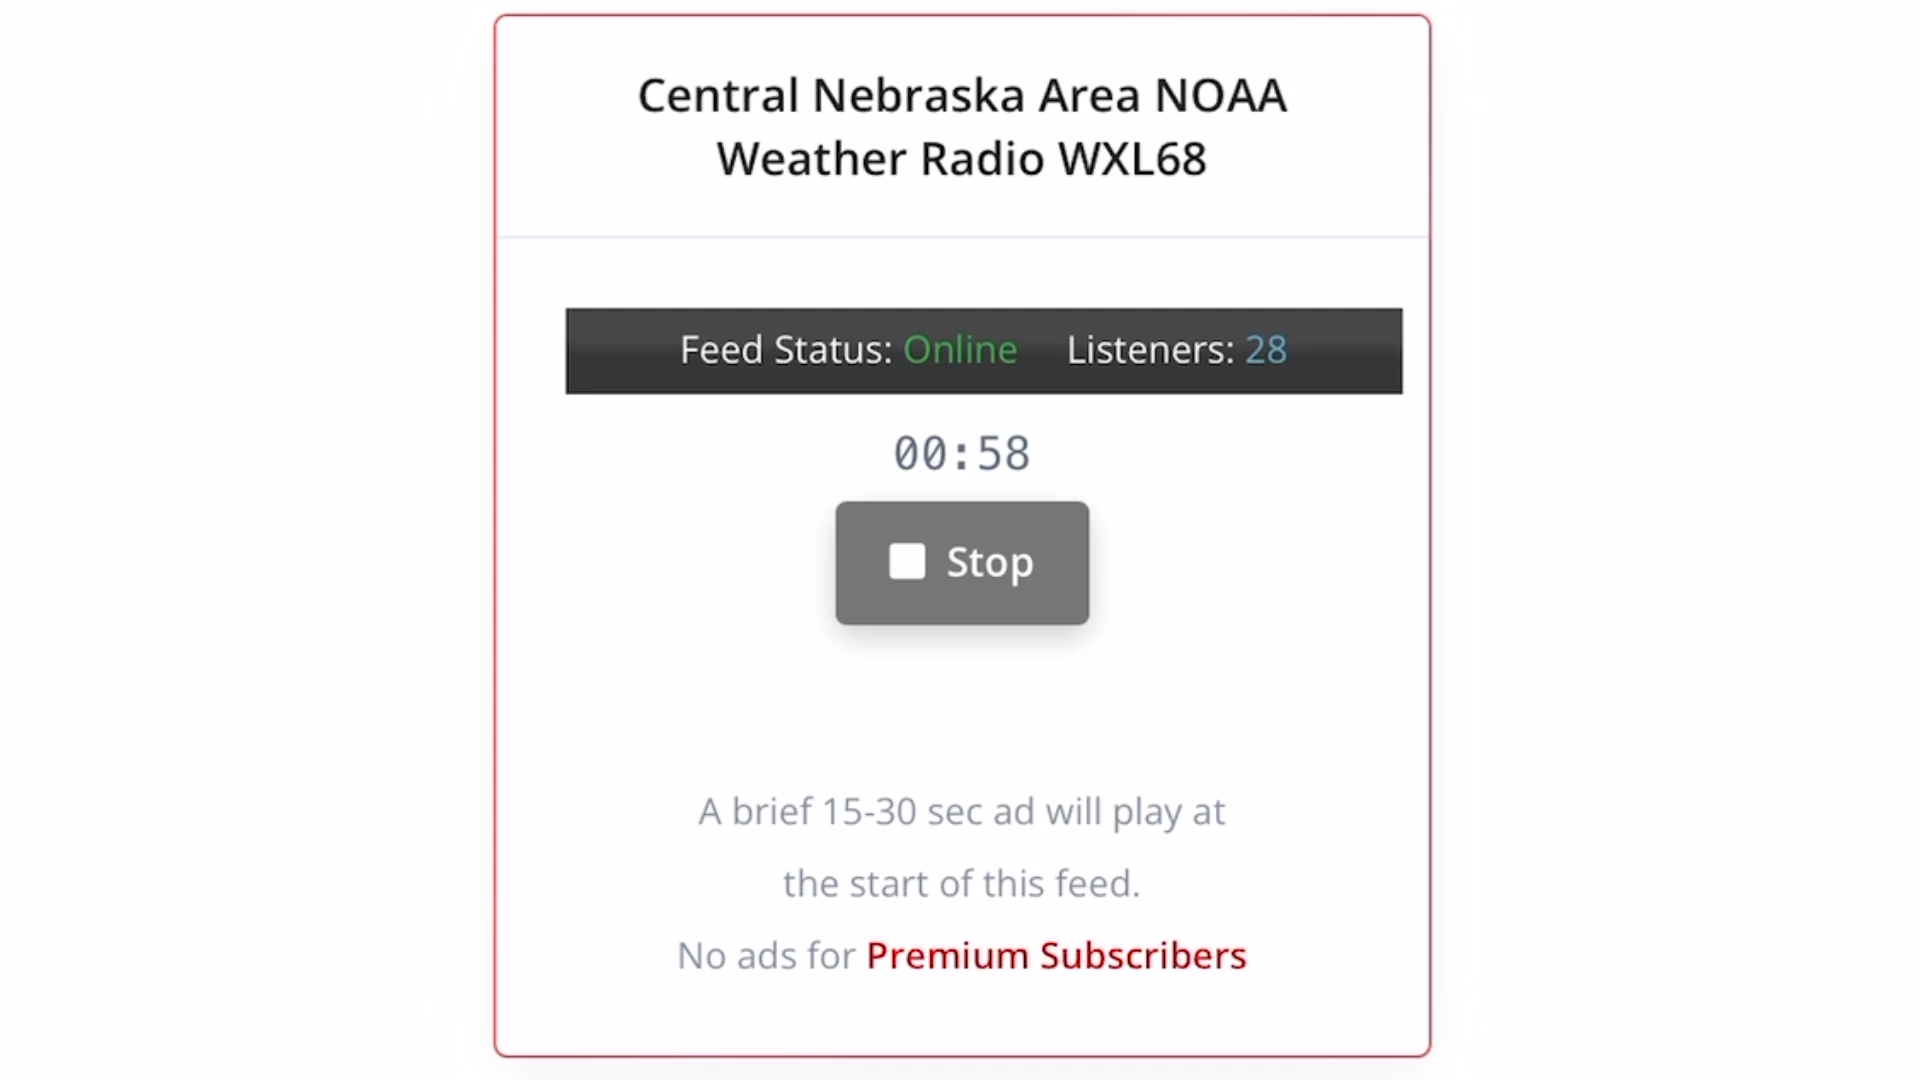 Central Nebraska Area NOAA
Weather Radio WXL68
Feed Status: Online Listeners: 28
00:58
Stop
A brief 15-30 sec ad will play at
the start of this feed.
No ads for Premium Subscribers